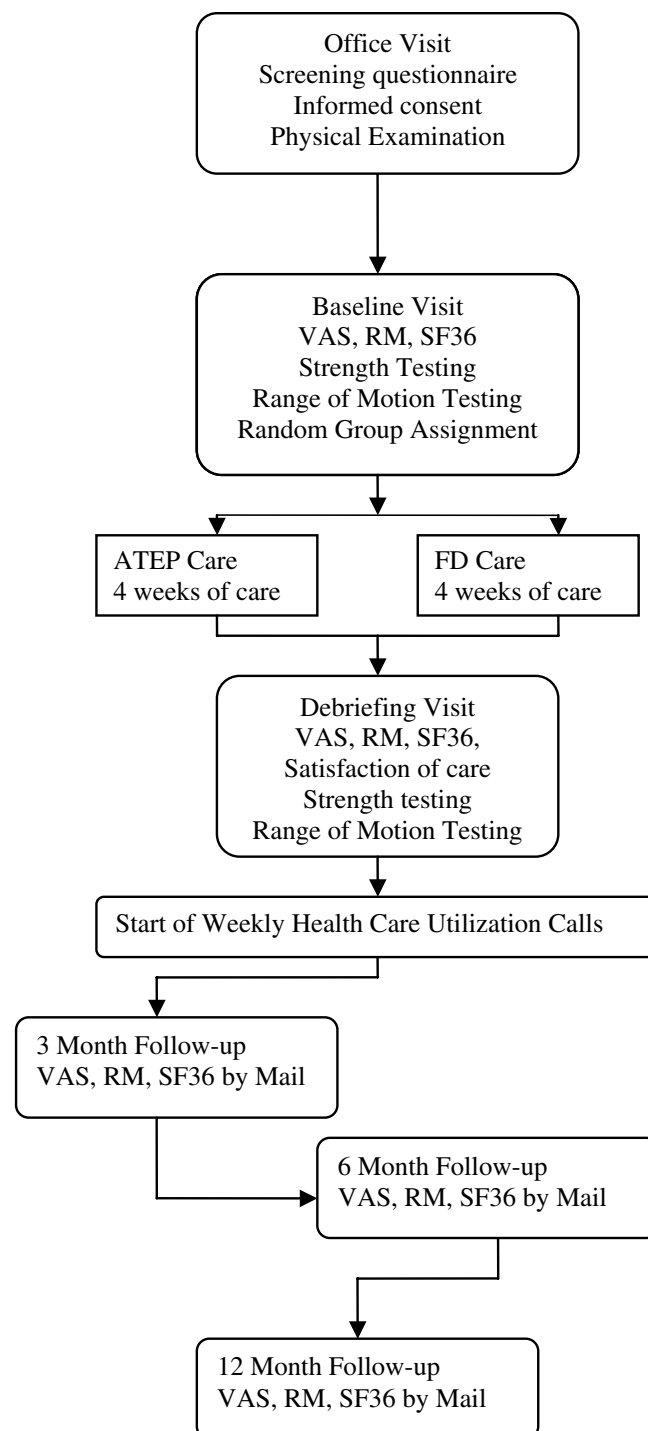 Office Visit
Screening questionnaire
Informed consent
Physical Examination
Baseline Visit
VAS, RM, SF36
Strength Testing
Range of Motion Testing
Random Group Assignment
ATEP Care
4 weeks of care
FD Care
4 weeks of care
Debriefing Visit
VAS, RM, SF36,
Satisfaction of care
Strength testing
Range of Motion Testing
Start of Weekly Health Care Utilization Calls
3 Month Follow-up
VAS, RM, SF36 by Mail
6 Month Follow-up
VAS, RM, SF36 by Mail
12 Month Follow-up
VAS, RM, SF36 by Mail